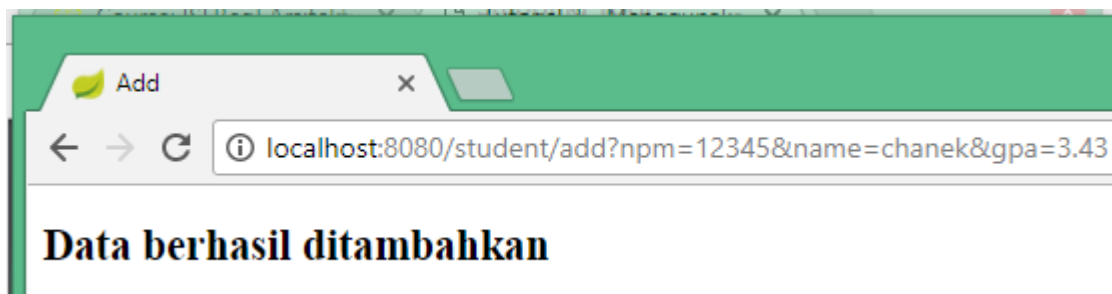 Add
localhost:8080/student/add?npm=12345&name=chanek&gpa=3.43
Data berhasil ditambahkan